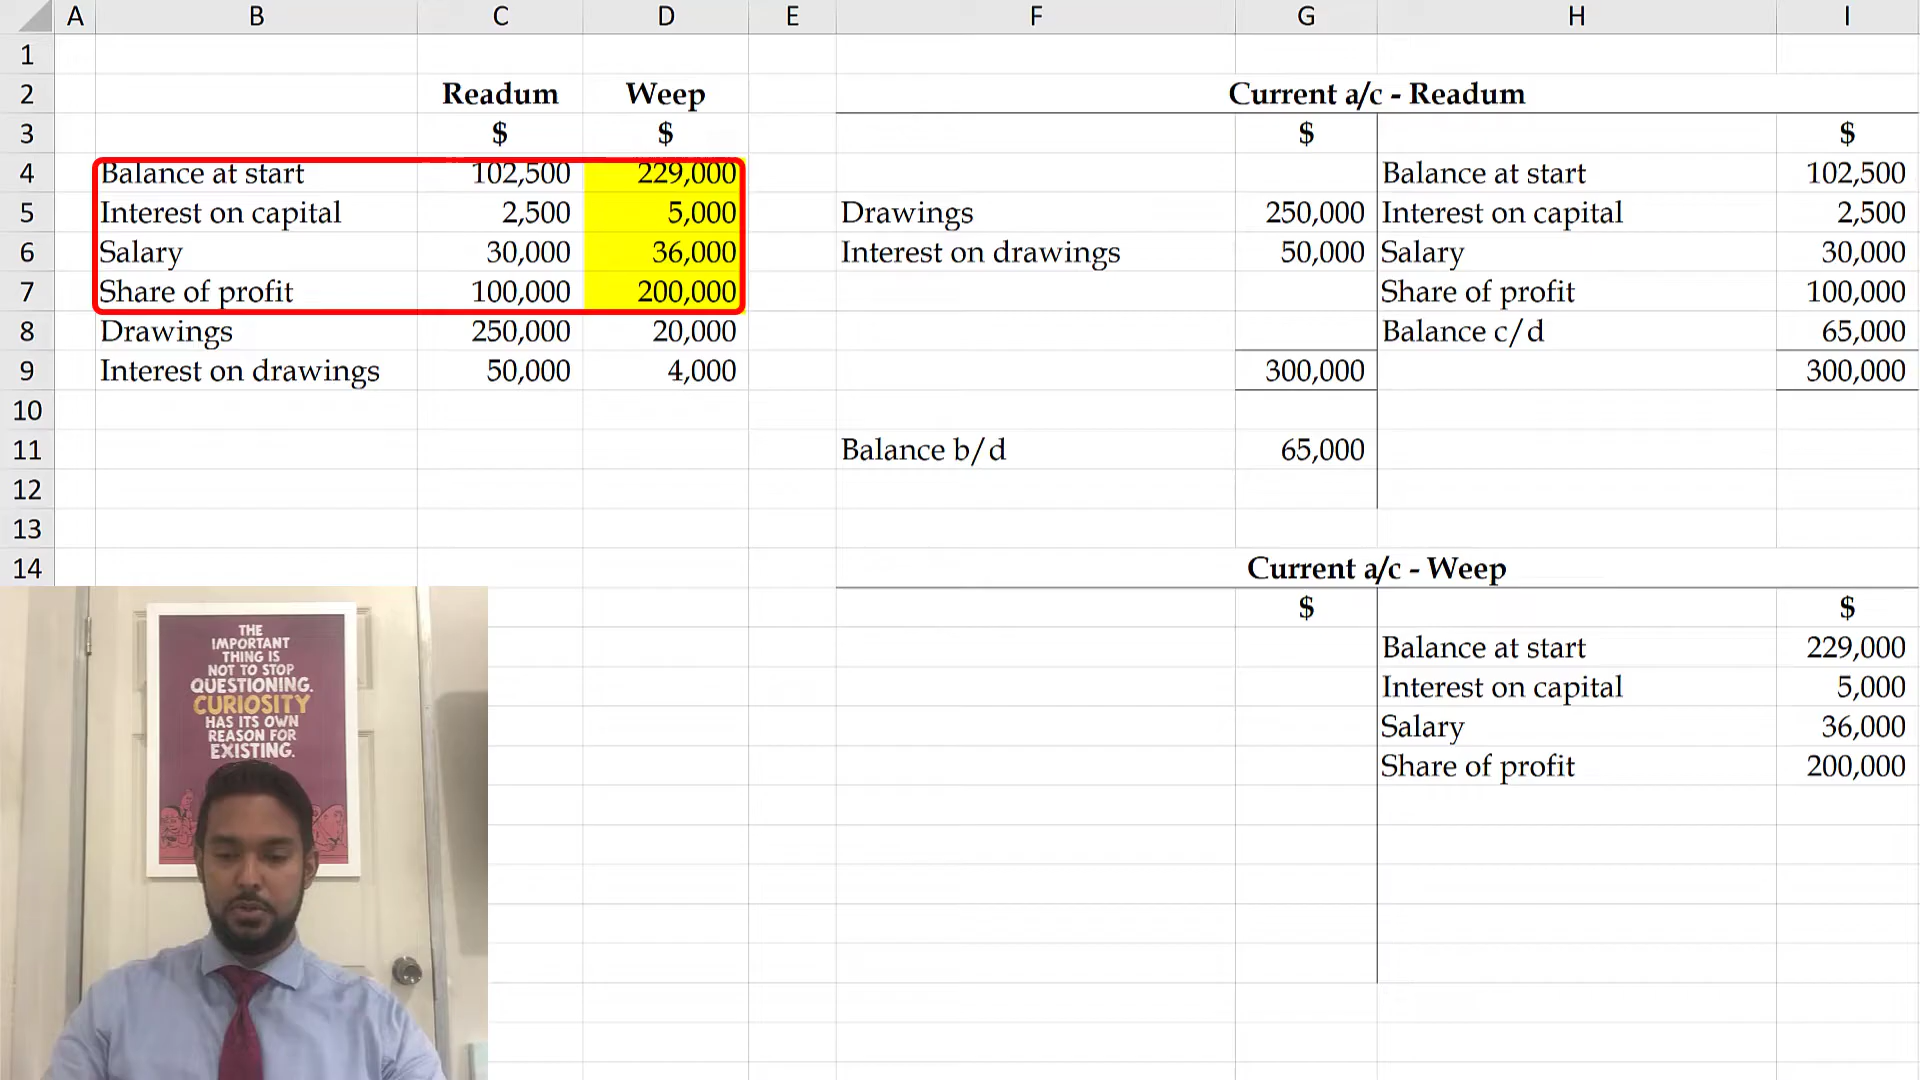 A B C D E F G H I
1
2 Readum Weep Current a/c - Readum
3 $ $ $ $
4 Balance at start 102,500 229,000 Balance at start 102,500
5 Interest on capital 2,500 5,000 Drawings 250,000 Interest on capital 2,500
6 Salary 30,000 36,000 Interest on drawings 50,000 Salary 30,000
7 Share of profit 100,000 200,000 Share of profit 100,000
8 Drawings 250,000 20,000 Balance c/d 65,000
9 Interest on drawings 50,000 4,000 300,000 300,000
10
11 Balance b/d 65,000
12
13
14 Current a/c - Weep
$ $
Balance at start 229,000
Interest on capital 5,000
Salary 36,000
Share of profit 200,000
THE
IMPORTANT
THING IS
NOT TO STOP
QUESTIONING.
CURIOSITY
HAS ITS OWN
REASON FOR
EXISTING.